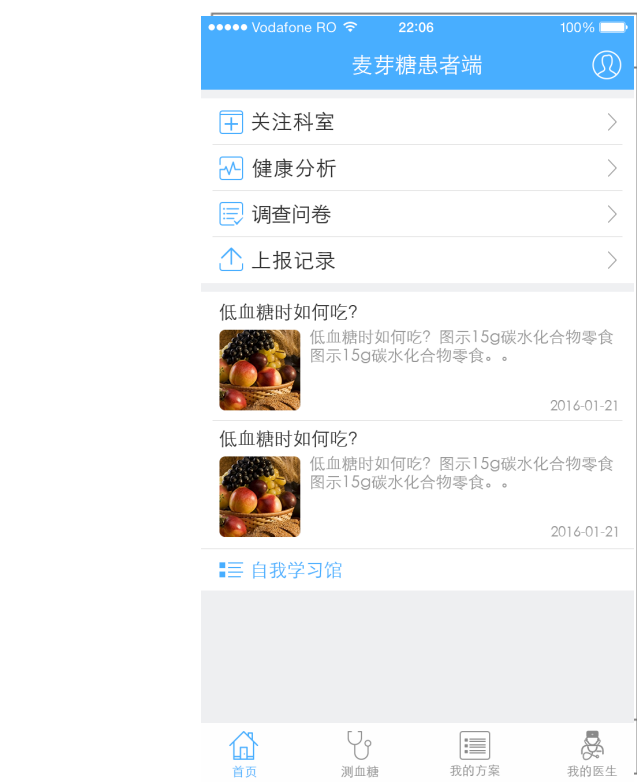 Vodafone RO 22:06 100%
麦芽糖患者端
关注科室
健康分析
调查问卷
上报记录
低血糖时如何吃?
低血糖时如何吃？图示15g碳水化合物零食
图示15g碳水化合物零食。。
2016-01-21
低血糖时如何吃?
低血糖时如何吃？图示15g碳水化合物零食
图示15g碳水化合物零食。。
2016-01-21
自我学习馆
首页 测血糖 我的方案 我的医生